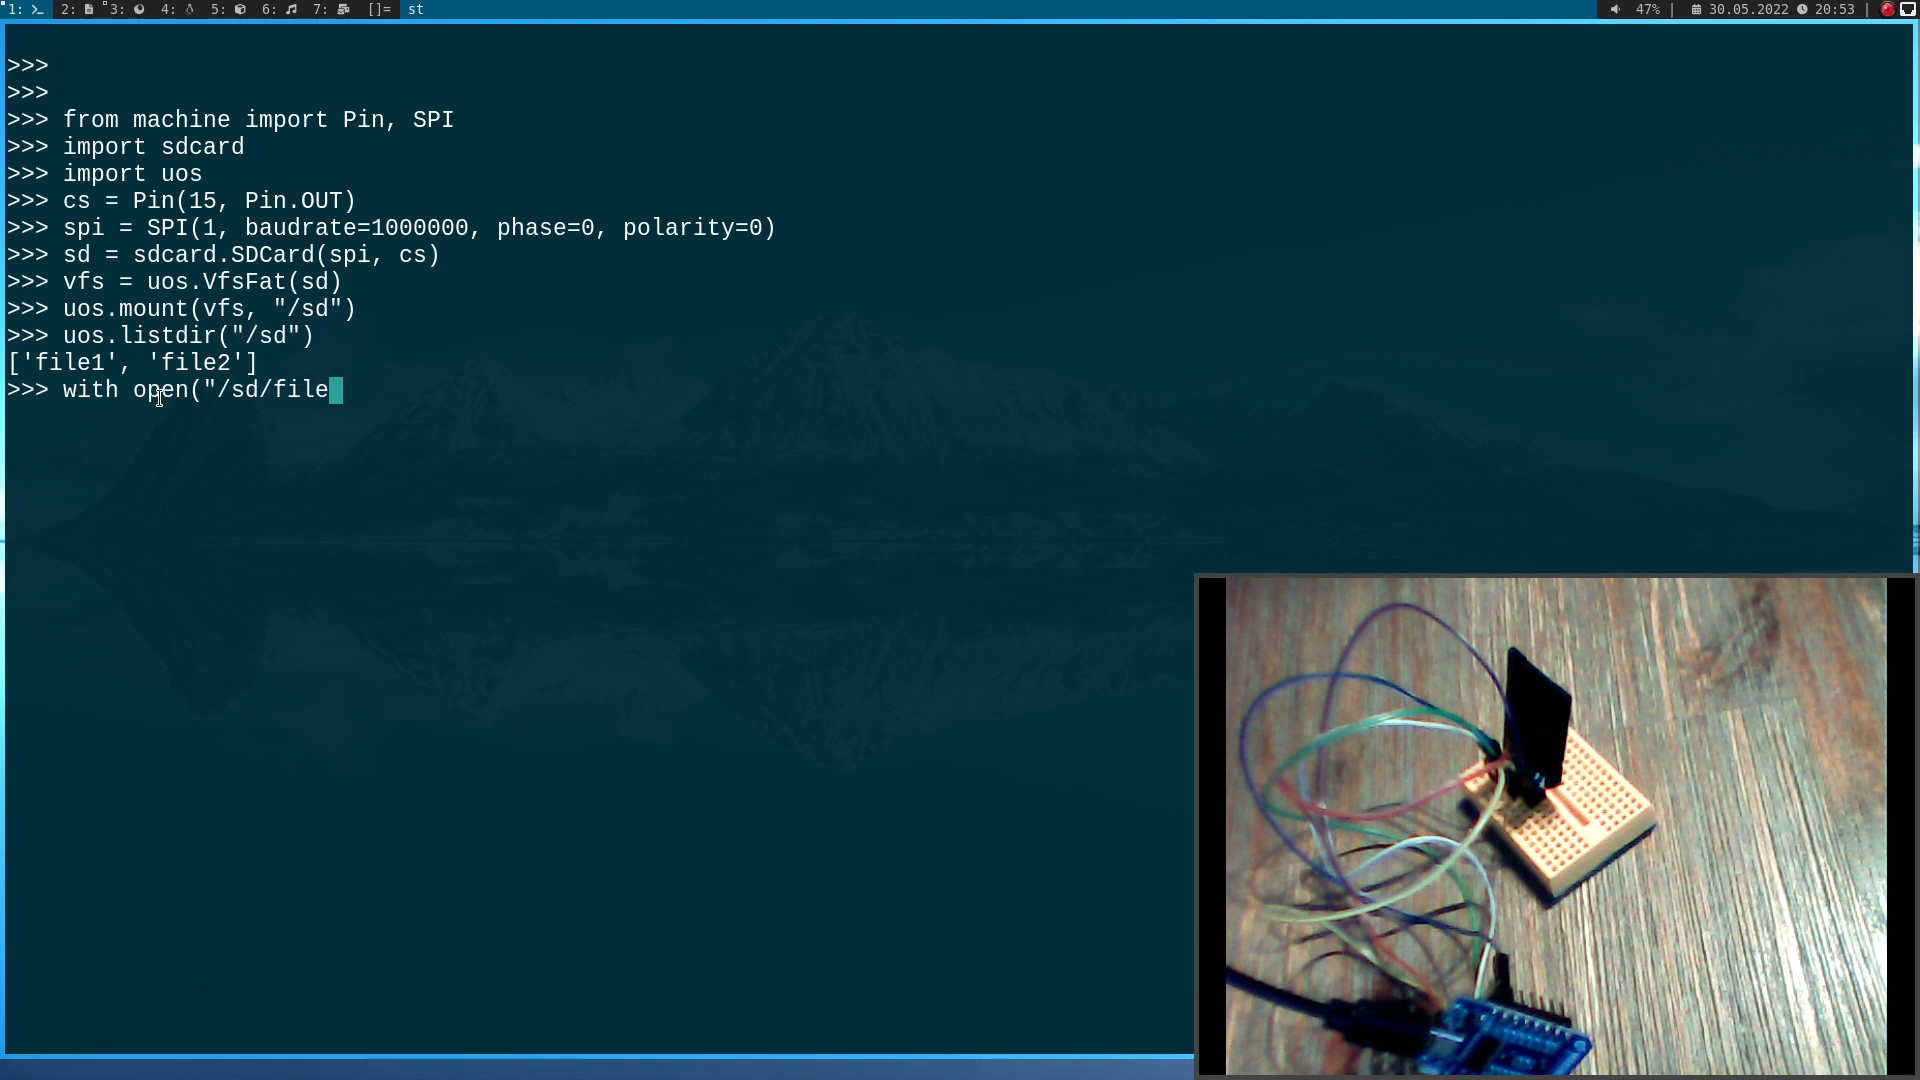 1: 2: 3: 4: 5: 6: 7: []= st 47% | 30.05.2022 20:53 |
>>>
>>>
>>> from machine import Pin, SPI
>>> import sdcard
>>> import uos
>>> cs = Pin(15, Pin.OUT)
>>> spi = SPI(1, baudrate=1000000, phase=0, polarity=0)
>>> sd = sdcard.SDCard(spi, cs)
>>> vfs = uos.VfsFat(sd)
>>> uos.mount(vfs, "/sd")
>>> uos.listdir("/sd")
['file1', 'file2']
>>> with open("/sd/file